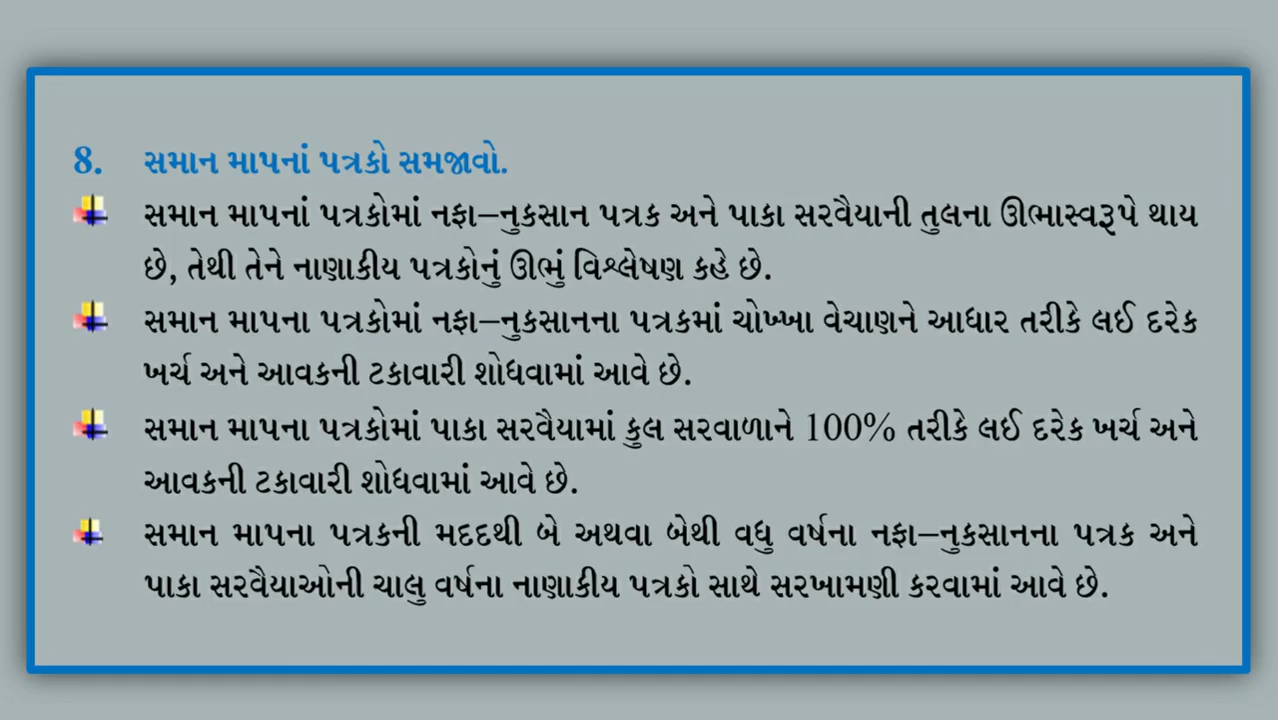 8. સમાન માપનાં પત્રકો સમજાવો.
સમાન માપનાં પત્રકોમાં નફા–નુકસાન પત્રક અને પાકા સરવૈયાની તુલના ઊભાસ્વરૂપે થાય
છે, તેથી તેને નાણાકીય પત્રકોનું ઊભું વિશ્લેષણ કહે છે.
સમાન માપના પત્રકોમાં નફા–નુકસાનના પત્રકમાં ચોખ્ખા વેચાણને આધાર તરીકે લઈ દરેક
ખર્ચ અને આવકની ટકાવારી શોધવામાં આવે છે.
સમાન માપના પત્રકોમાં પાકા સરવૈયામાં કુલ સરવાળાને 100% તરીકે લઈ દરેક ખર્ચ અને
આવકની ટકાવારી શોધવામાં આવે છે.
સમાન માપના પત્રકની મદદથી બે અથવા બેથી વધુ વર્ષના નફા–નુકસાનના પત્રક અને
પાકા સરવૈયાઓની ચાલુ વર્ષના નાણાકીય પત્રકો સાથે સરખામણી કરવામાં આવે છે.